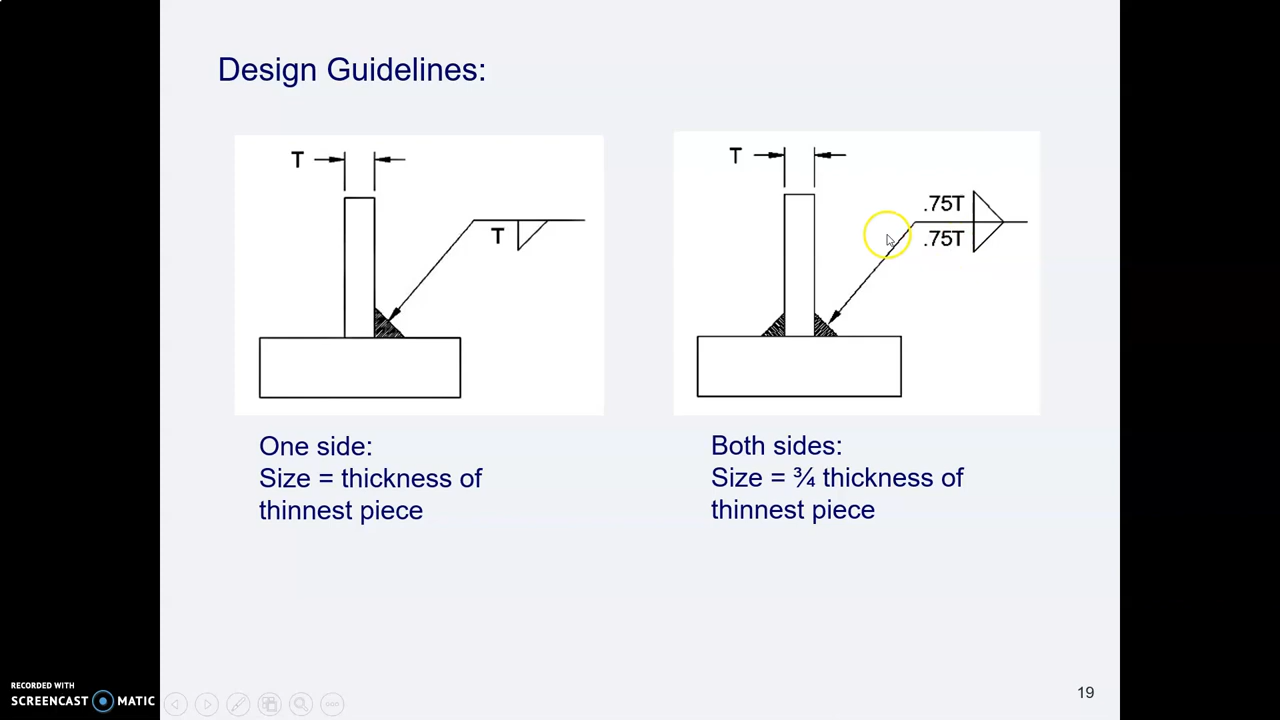 Design Guidelines:
T
T
T
.75T
.75T
One side:
Size = thickness of
thinnest piece
Both sides:
Size = ¾ thickness of
thinnest piece
19
RECORDED WITH
SCREENCAST MATIC